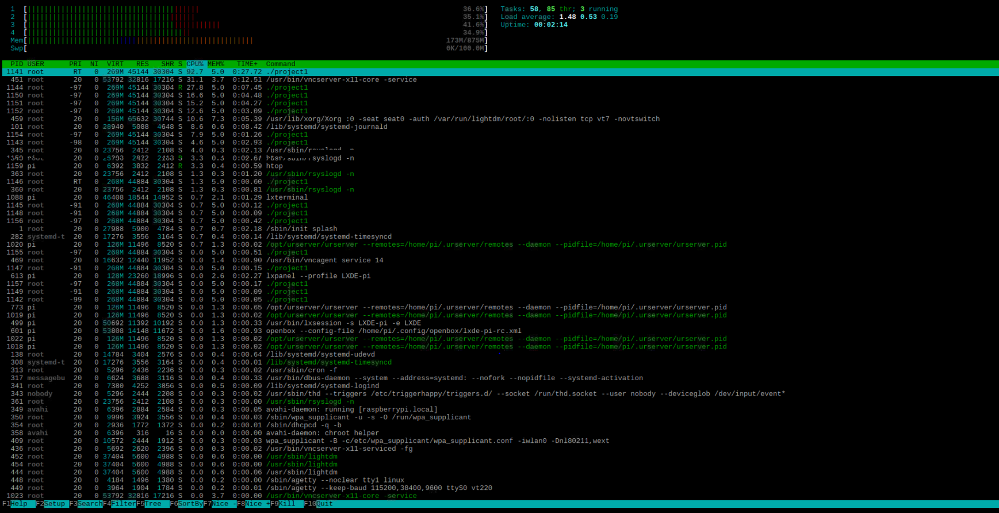 1 [ 36.6%] Tasks: 58, 85 thr; 3 running
2 [ 35.1%] Load average: 1.48 0.53 0.19
3 [ 41.6%] Uptime: 00:02:14
4 [ 34.9%]
Mem[ 173M/875M]
Swp[ 0K/100.0M]
PID USER PRI NI VIRT RES SHR S CPU% MEM% TIME+ Command
1141 root RT 0 269M 45144 30304 S 92.7 5.0 0:27.72 ./project1
451 root 20 0 53792 32816 17216 S 31.1 3.7 0:12.51 /usr/bin/vncserver-x11-core -service
1144 root -97 0 269M 45144 30304 R 27.8 5.0 0:07.45 ./project1
1150 root -97 0 269M 45144 30304 S 16.6 5.0 0:04.48 ./project1
1151 root -97 0 269M 45144 30304 S 15.2 5.0 0:04.27 ./project1
1152 root -97 0 269M 45144 30304 S 12.6 5.0 0:03.09 ./project1
459 root 20 0 156M 65632 30744 S 10.6 7.3 0:05.39 /usr/lib/xorg/Xorg :0 -seat seat0 -auth /var/run/lightdm/root/:0 -nolisten tcp vt7 -novtswitch
101 root 20 0 28940 5088 4648 S 8.6 0.6 0:08.42 /lib/systemd/systemd-journald
1154 root -97 0 269M 45144 30304 S 7.9 5.0 0:01.26 ./project1
1143 root -98 0 269M 45144 30304 S 4.6 5.0 0:02.93 ./project1
345 root 20 0 23756 2412 2108 S 4.0 0.3 0:02.13 /usr/sbin/rsyslogd -n
20 0 3.3 syslogd -n
1159 pi 20 0 6392 3832 2412 R 3.3 0.4 0:00.59 htop
363 root 20 0 23756 2412 2108 S 1.3 0.3 0:01.20 /usr/sbin/rsyslogd -n
1146 root RT 0 268M 44884 30304 S 1.3 5.0 0:00.60 ./project1
360 root 20 0 23756 2412 2108 S 1.3 0.3 0:00.81 /usr/sbin/rsyslogd -n
1088 pi 20 0 46408 18544 14952 S 0.7 2.1 0:01.29 lxterminal
1145 root -91 0 268M 44884 30304 S 0.7 5.0 0:00.12 ./project1
1148 root -91 0 268M 44884 30304 S 0.7 5.0 0:00.09 ./project1
1156 root -97 0 268M 44884 30304 S 0.7 5.0 0:00.42 ./project1
1 root 20 0 27988 5900 4784 S 0.7 0.7 0:02.18 /sbin/init splash
282 systemd-t 20 0 17276 3556 3164 S 0.7 0.4 0:00.14 /lib/systemd/systemd-timesyncd
1020 pi 20 0 126M 11496 8520 S 0.7 1.3 0:00.02 /opt/urserver/urserver --remotes=/home/pi/.urserver/remotes --daemon --pidfile=/home/pi/.urserver/urserver.pid
1155 root -97 0 268M 44884 30304 S 0.0 5.0 0:00.51 ./project1
469 root 20 0 16632 12440 11952 S 0.0 1.4 0:00.90 /usr/bin/vncagent service 14
1147 root -91 0 268M 44884 30304 S 0.0 5.0 0:00.15 ./project1
613 pi 20 0 128M 23260 18996 S 0.0 2.6 0:02.27 lxpanel --profile LXDE-pi
1157 root -97 0 268M 44884 30304 S 0.0 5.0 0:00.17 ./project1
1149 root -91 0 268M 44884 30304 S 0.0 5.0 0:00.09 ./project1
1142 root -99 0 268M 44884 30304 S 0.0 5.0 0:00.05 ./project1
773 pi 20 0 126M 11496 8520 S 0.0 1.3 0:00.65 /opt/urserver/urserver --remotes=/home/pi/.urserver/remotes --daemon --pidfile=/home/pi/.urserver/urserver.pid
1019 pi 20 0 126M 11496 8520 S 0.0 1.3 0:00.02 /opt/urserver/urserver --remotes=/home/pi/.urserver/remotes --daemon --pidfile=/home/pi/.urserver/urserver.pid
499 pi 20 0 50692 11392 10192 S 0.0 1.3 0:00.33 /usr/bin/lxsession -s LXDE-pi -e LXDE
601 pi 20 0 53808 14148 11672 S 0.0 1.6 0:00.93 openbox --config-file /home/pi/.config/openbox/lxde-pi-rc.xml
1022 pi 20 0 126M 11496 8520 S 0.0 1.3 0:00.02 /opt/urserver/urserver --remotes=/home/pi/.urserver/remotes --daemon --pidfile=/home/pi/.urserver/urserver.pid
1018 pi 20 0 126M 11496 8520 S 0.0 1.3 0:00.02 /opt/urserver/urserver --remotes=/home/pi/.urserver/remotes --daemon --pidfile=/home/pi/.urserver/urserver.pid
138 root 20 0 14784 3404 2576 S 0.0 0.4 0:00.64 /lib/systemd/systemd-udevd
308 systemd-t 20 0 17276 3556 3164 S 0.0 0.4 0:00.01 /lib/systemd/systemd-timesyncd
313 root 20 0 5296 2436 2236 S 0.0 0.3 0:00.02 /usr/sbin/cron -f
317 messagebu 20 0 6624 3688 3116 S 0.0 0.4 0:00.33 /usr/bin/dbus-daemon --system --address=systemd: --nofork --nopidfile --systemd-activation
341 root 20 0 7380 4252 3856 S 0.0 0.5 0:00.09 /lib/systemd/systemd-logind
343 nobody 20 0 5296 2444 2208 S 0.0 0.3 0:00.02 /usr/sbin/thd --triggers /etc/triggerhappy/triggers.d/ --socket /run/thd.socket --user nobody --deviceglob /dev/input/event*
361 root 20 0 23756 2412 2108 S 0.0 0.3 0:00.00 /usr/sbin/rsyslogd -n
349 avahi 20 0 6396 2884 2584 S 0.0 0.3 0:00.05 avahi-daemon: running [raspberrypi.local]
350 root 20 0 9996 3924 3556 S 0.0 0.4 0:00.03 /sbin/wpa_supplicant -u -s -O /run/wpa_supplicant
354 root 20 0 2936 1772 1372 S 0.0 0.2 0:00.01 /sbin/dhcpcd -q -b
358 avahi 20 0 6396 316 16 S 0.0 0.0 0:00.00 avahi-daemon: chroot helper
409 root 20 0 10572 2444 1912 S 0.0 0.3 0:00.03 wpa_supplicant -B -c/etc/wpa_supplicant/wpa_supplicant.conf -iwlan0 -Dnl80211,wext
436 root 20 0 5692 2620 2396 S 0.0 0.3 0:00.02 /usr/bin/vncserver-x11-serviced -fg
452 root 20 0 37404 5600 4988 S 0.0 0.6 0:00.00 /usr/sbin/lightdm
454 root 20 0 37404 5600 4988 S 0.0 0.6 0:00.00 /usr/sbin/lightdm
444 root 20 0 37404 5600 4988 S 0.0 0.6 0:00.06 /usr/sbin/lightdm
448 root 20 0 4184 1496 1380 S 0.0 0.2 0:00.00 /sbin/agetty --noclear tty1 linux
449 root 20 0 3964 1904 1784 S 0.0 0.2 0:00.01 /sbin/agetty --keep-baud 115200,38400,9600 ttyS0 vt220
1023 root 20 0 53792 32816 17216 S 0.0 3.7 0:00.00 /usr/bin/vncserver-x11-core -service
F1Help F2Setup F3SearchF4FilterF5Tree F6SortByF7Nice -F8Nice +F9Kill F10Quit